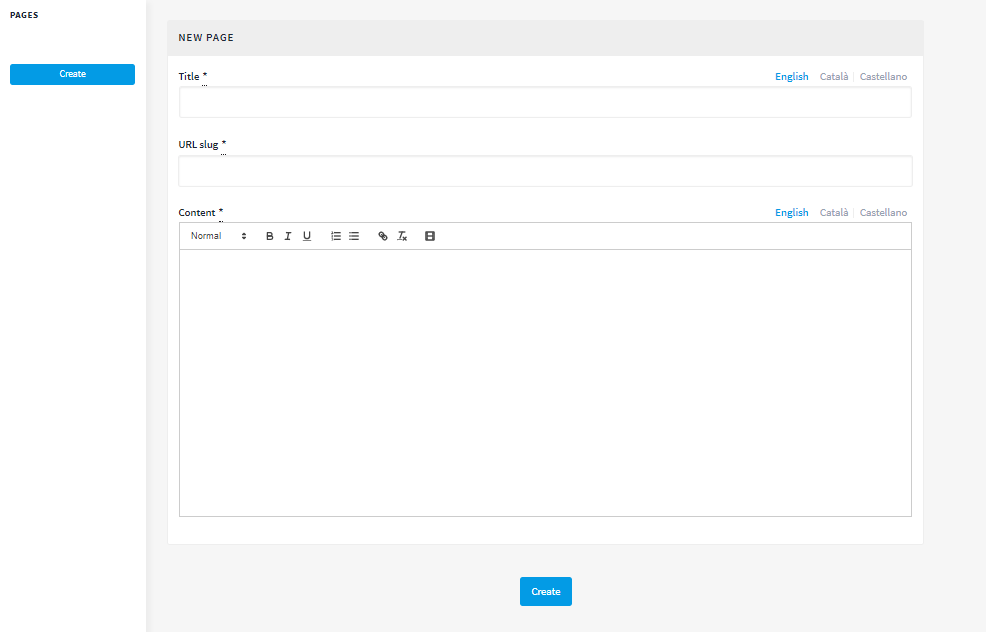 PAGES
Create
NEW PAGE
Title *
English Català Castellano
URL slug *
Content *
English Català Castellano
Normal B I U
Create